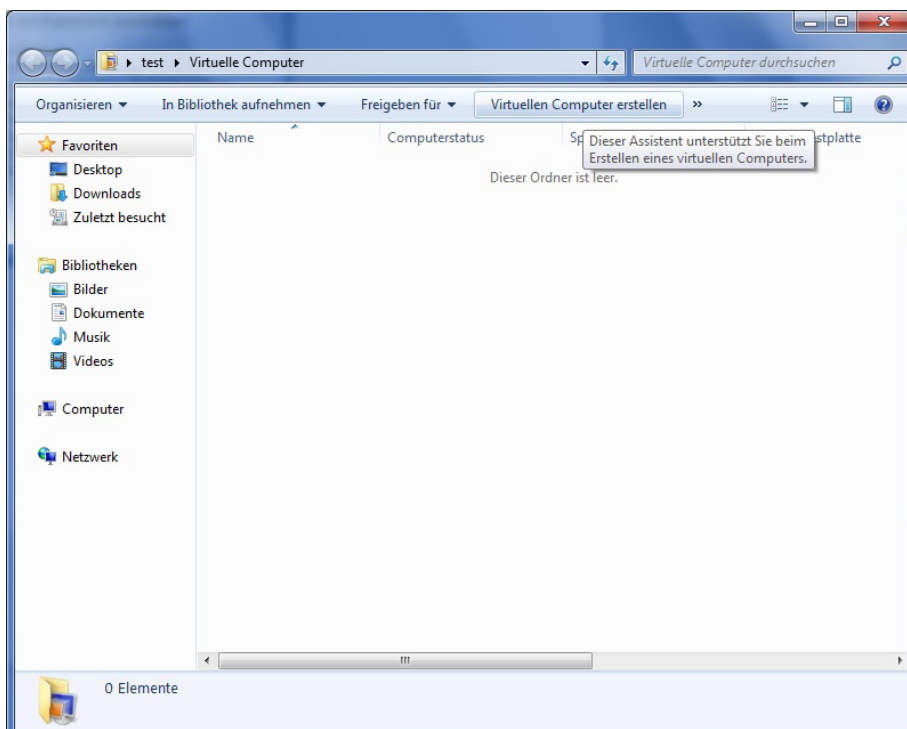 test ▸ Virtuelle Computer
Virtuelle Computer durchsuchen
Organisieren In Bibliothek aufnehmen Freigeben für Virtuellen Computer erstellen »
Name Computerstatus
Dieser Assistent unterstützt Sie beim
Erstellen eines virtuellen Computers.
Dieser Ordner ist leer.
Favoriten
Desktop
Downloads
Zuletzt besucht
Bibliotheken
Bilder
Dokumente
Musik
Videos
Computer
Netzwerk
0 Elemente